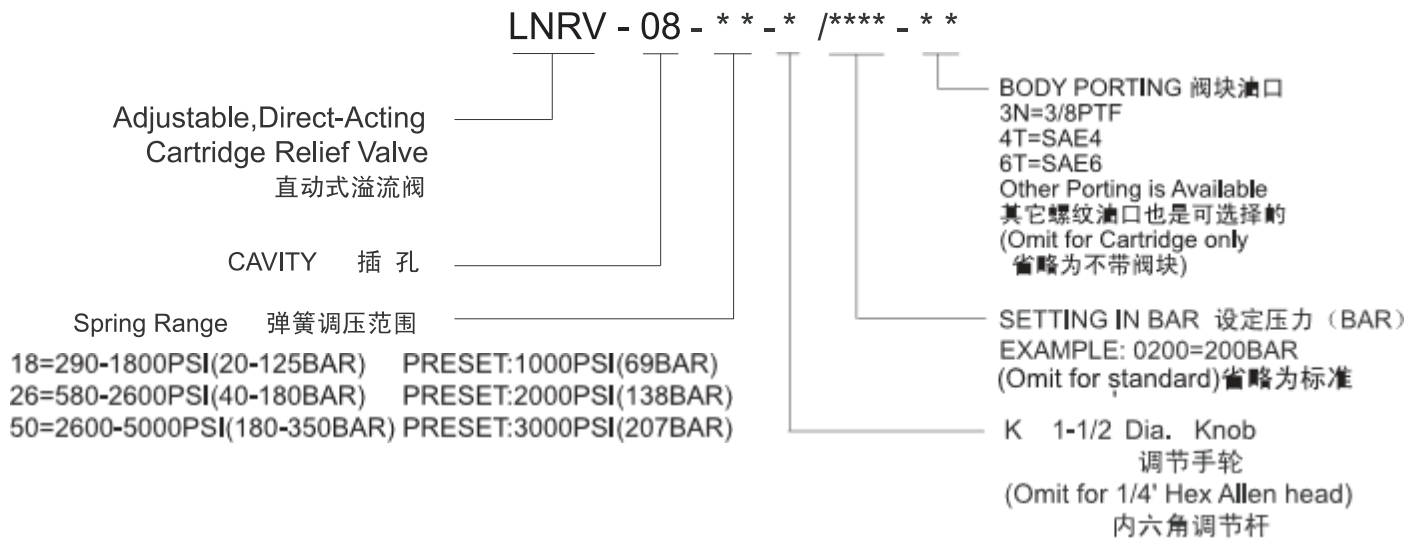 LNRV - 08 - * * - * /**** - * *
Adjustable,Direct-Acting
Cartridge Relief Valve
直动式溢流阀
CAVITY 插 孔
Spring Range 弹簧调压范围
18=290-1800PSI(20-125BAR) PRESET:1000PSI(69BAR)
26=580-2600PSI(40-180BAR) PRESET:2000PSI(138BAR)
50=2600-5000PSI(180-350BAR) PRESET:3000PSI(207BAR)
BODY PORTING 阀块油口
3N=3/8PTF
4T=SAE4
6T=SAE6
Other Porting is Available
其它螺纹油口也是可选择的
(Omit for Cartridge only
省略为不带阀块)
SETTING IN BAR 设定压力（BAR）
EXAMPLE: 0200=200BAR
(Omit for standard)省略为标准
K 1-1/2 Dia. Knob
调节手轮
(Omit for 1/4' Hex Allen head)
内六角调节杆